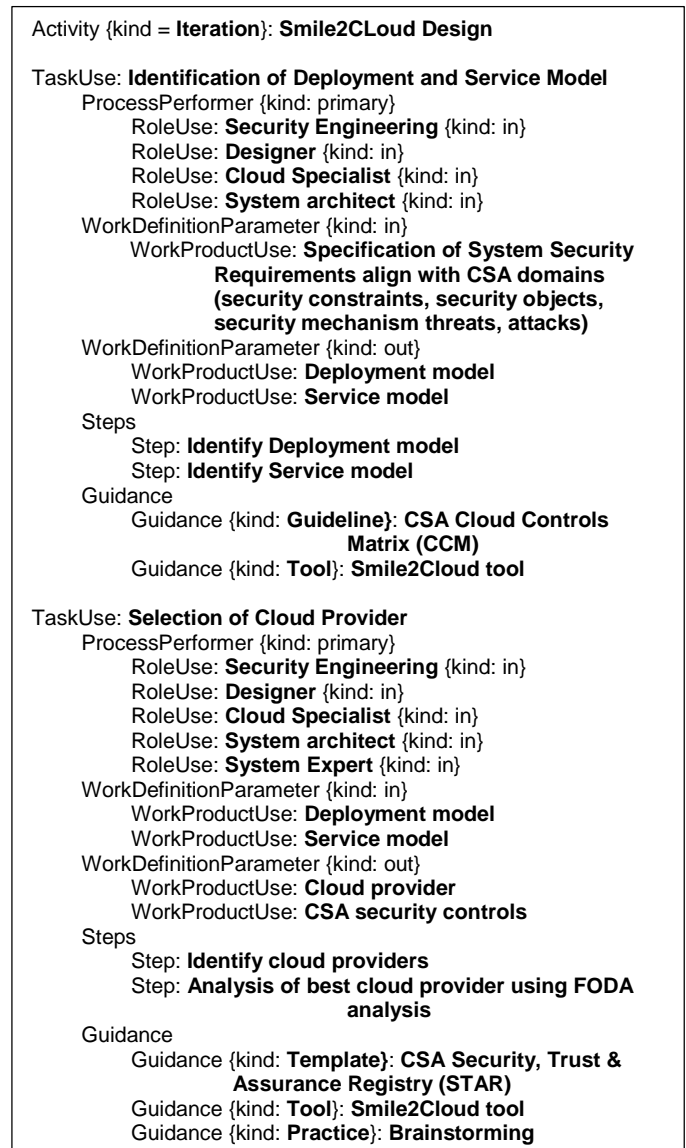 Activity {kind = Iteration}: Smile2CLoud Design
TaskUse: Identification of Deployment and Service Model
ProcessPerformer {kind: primary}
RoleUse: Security Engineering {kind: in}
RoleUse: Designer {kind: in}
RoleUse: Cloud Specialist {kind: in}
RoleUse: System architect {kind: in}
WorkDefinitionParameter {kind: in}
WorkProductUse: Specification of System Security
Requirements align with CSA domains
(security constraints, security objects,
security mechanism threats, attacks)
WorkDefinitionParameter {kind: out}
WorkProductUse: Deployment model
WorkProductUse: Service model
Steps
Step: Identify Deployment model
Step: Identify Service model
Guidance
Guidance {kind: Guideline}: CSA Cloud Controls
Matrix (CCM)
Guidance {kind: Tool}: Smile2Cloud tool
TaskUse: Selection of Cloud Provider
ProcessPerformer {kind: primary}
RoleUse: Security Engineering {kind: in}
RoleUse: Designer {kind: in}
RoleUse: Cloud Specialist {kind: in}
RoleUse: System architect {kind: in}
RoleUse: System Expert {kind: in}
WorkDefinitionParameter {kind: in}
WorkProductUse: Deployment model
WorkProductUse: Service model
WorkDefinitionParameter {kind: out}
WorkProductUse: Cloud provider
WorkProductUse: CSA security controls
Steps
Step: Identify cloud providers
Step: Analysis of best cloud provider using FODA
analysis
Guidance
Guidance {kind: Template}: CSA Security, Trust &
Assurance Registry (STAR)
Guidance {kind: Tool}: Smile2Cloud tool
Guidance {kind: Practice}: Brainstorming